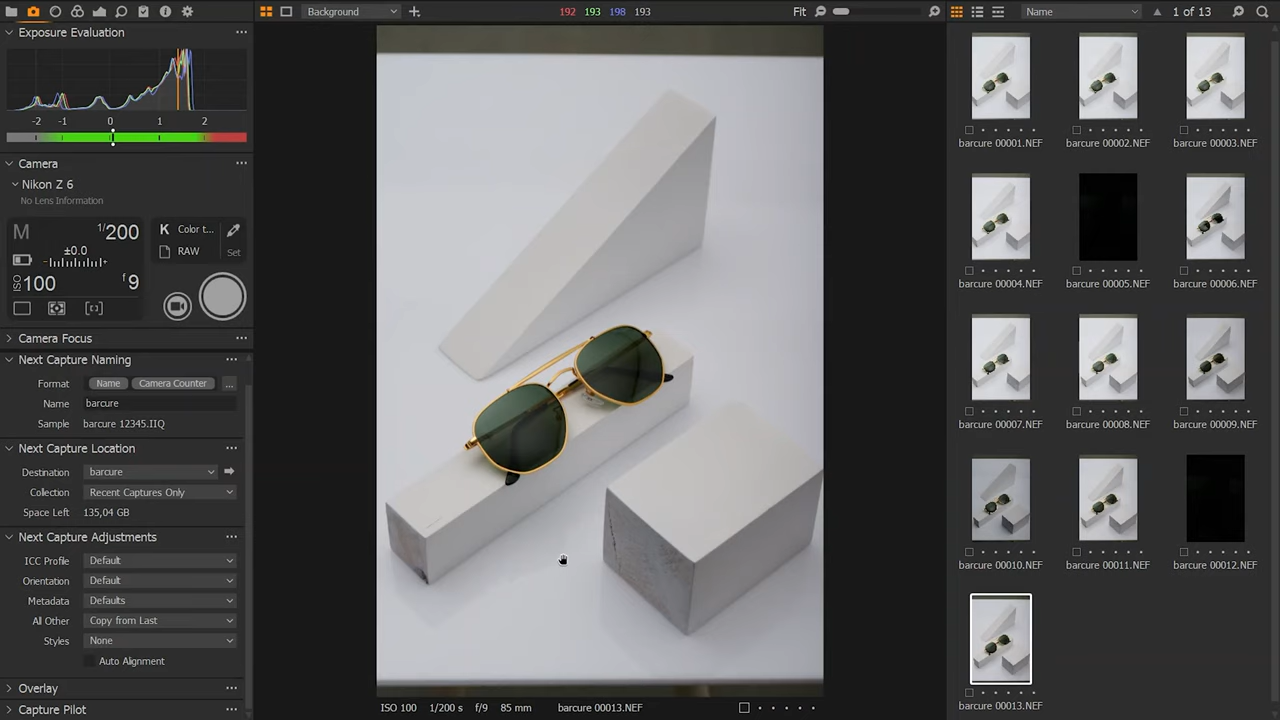 Background
192 193 198 193
Fit
Name
1 of 13
Exposure Evaluation
-2 -1 0 1 2
Camera
Nikon Z 6
No Lens Information
M
1/200
±0.0
ISO 100
f 9
K Color t...
RAW
Set
Camera Focus
Next Capture Naming
Format Name Camera Counter ...
Name barcure
Sample barcure 12345.IIQ
Next Capture Location
Destination barcure
Collection Recent Captures Only
Space Left 135,04 GB
Next Capture Adjustments
ICC Profile Default
Orientation Default
Metadata Defaults
All Other Copy from Last
Styles None
Auto Alignment
Overlay
Capture Pilot
ISO 100 1/200 s f/9 85 mm barcure 00013.NEF
barcure 00001.NEF barcure 00002.NEF barcure 00003.NEF
barcure 00004.NEF barcure 00005.NEF barcure 00006.NEF
barcure 00007.NEF barcure 00008.NEF barcure 00009.NEF
barcure 00010.NEF barcure 00011.NEF barcure 00012.NEF
barcure 00013.NEF